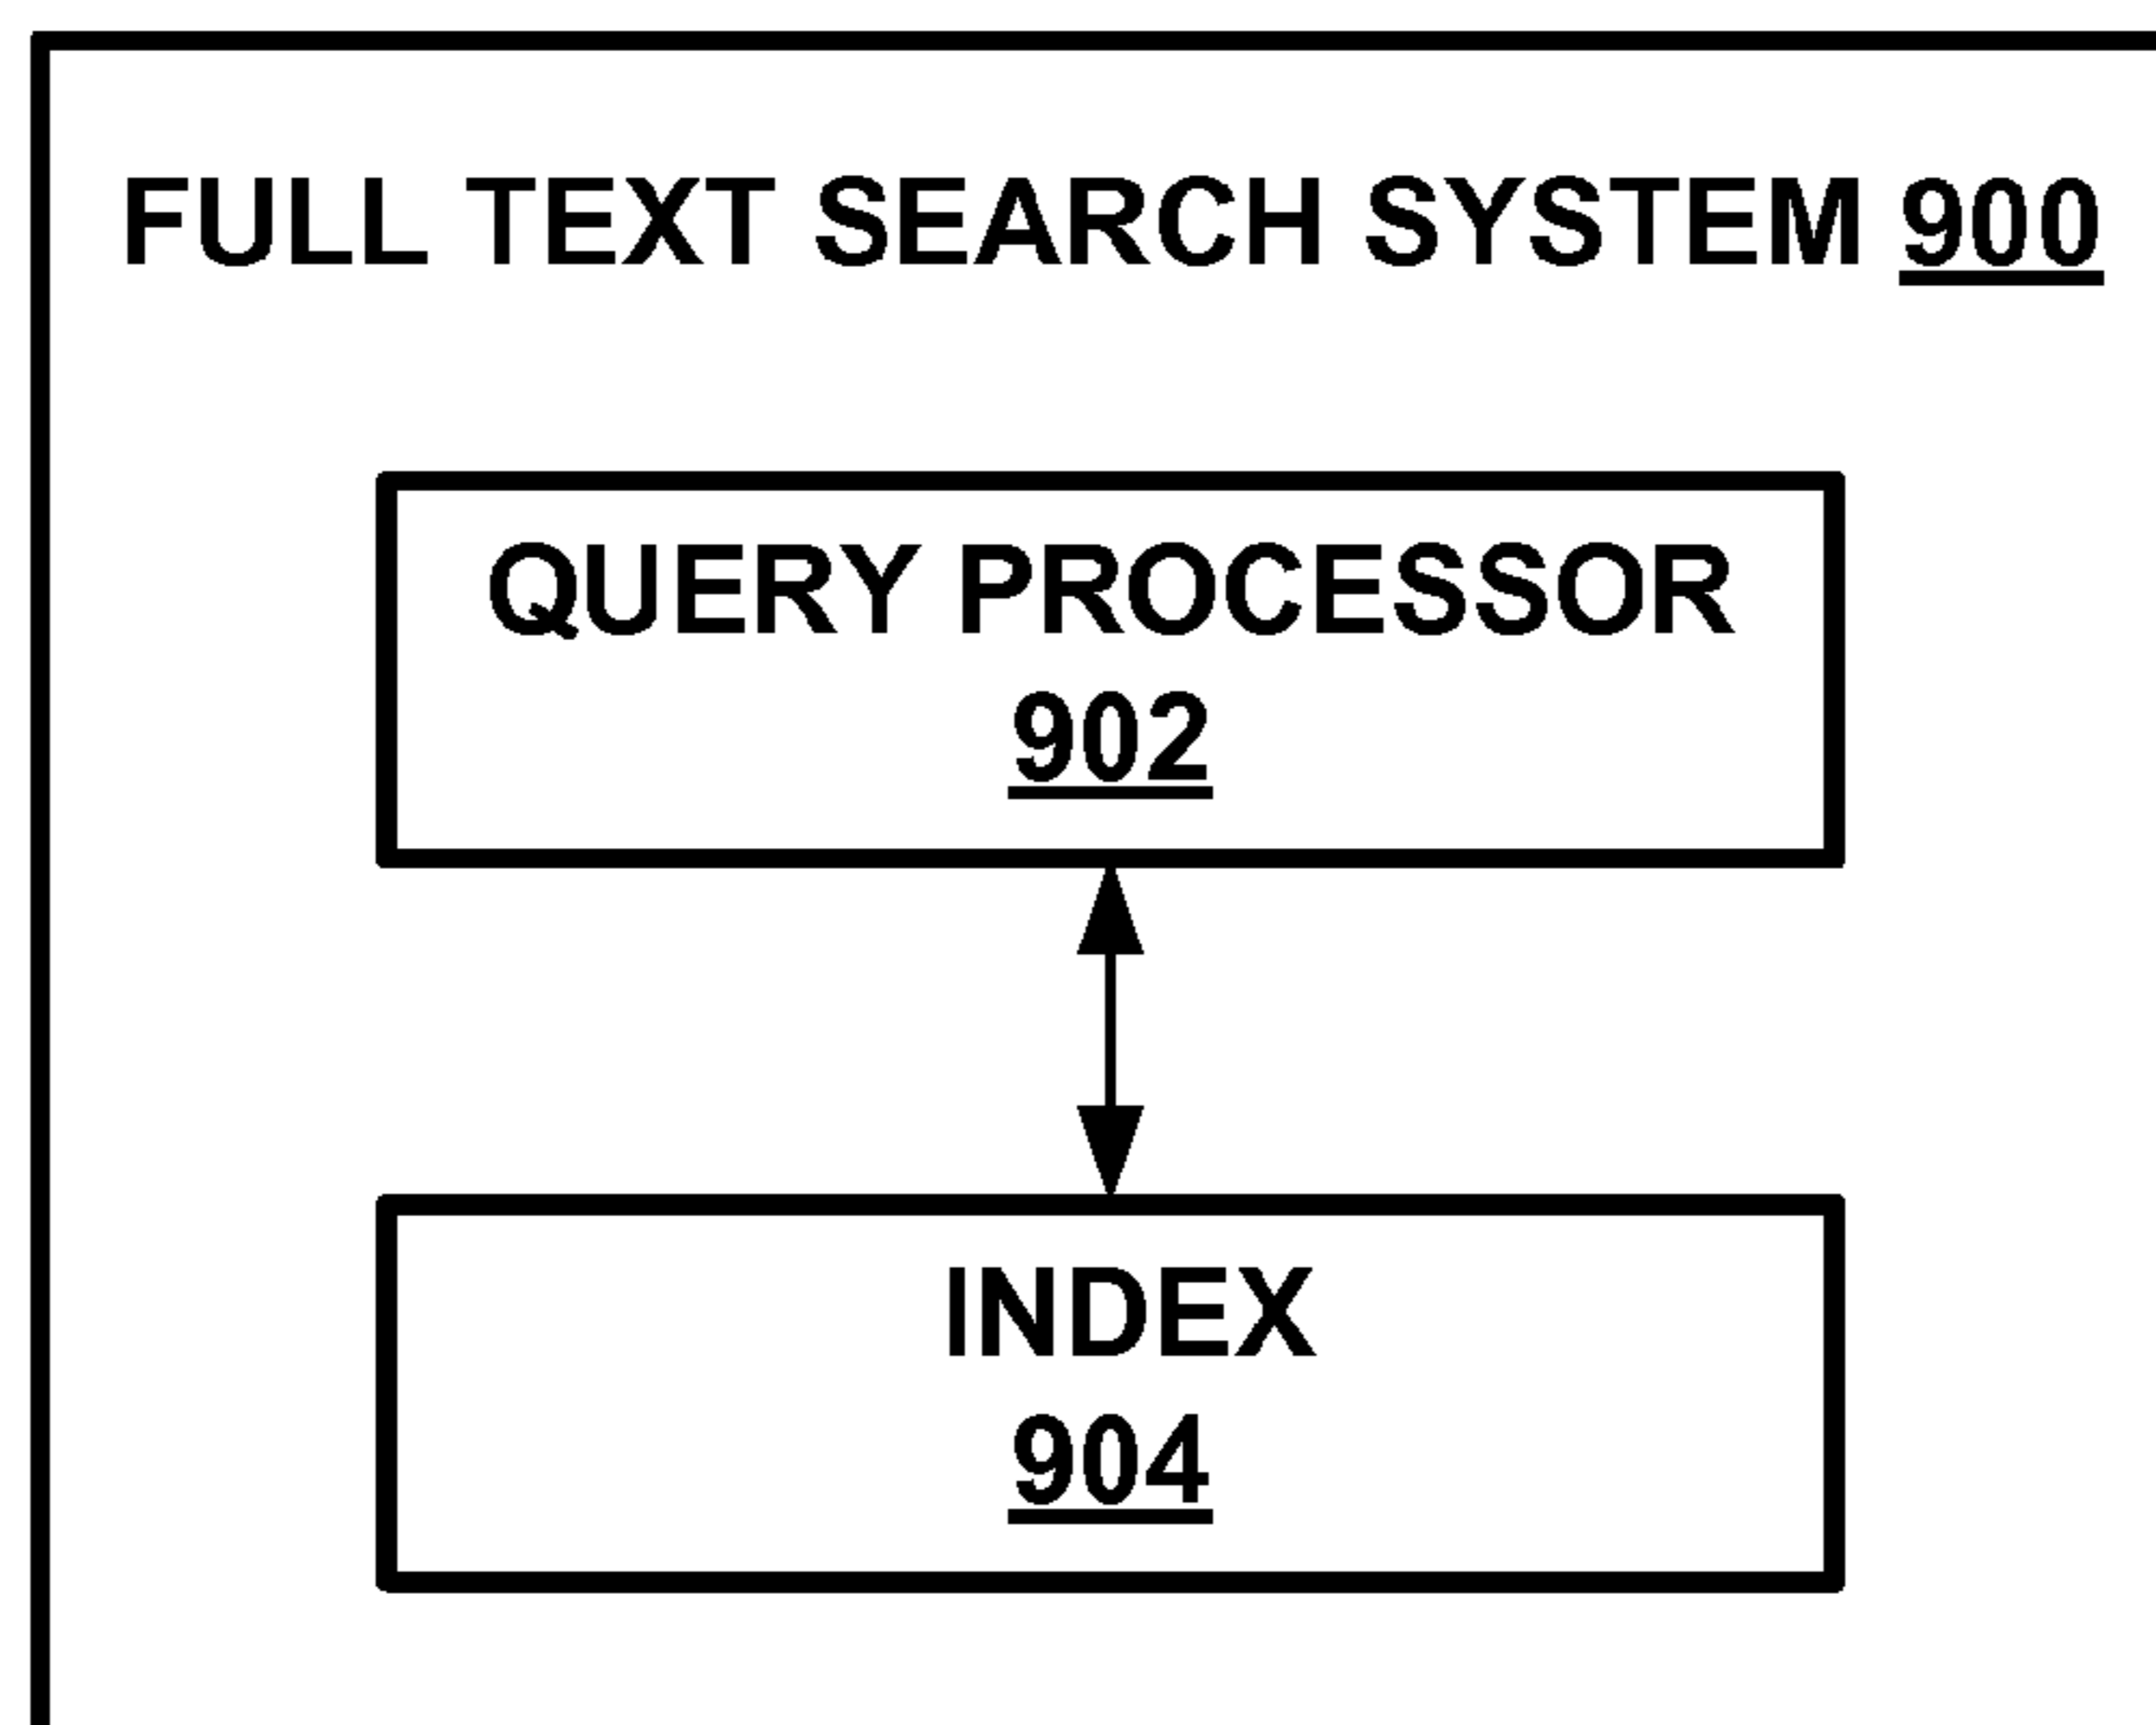 FULL TEXT SEARCH SYSTEM 900
QUERY PROCESSOR
902
INDEX
904